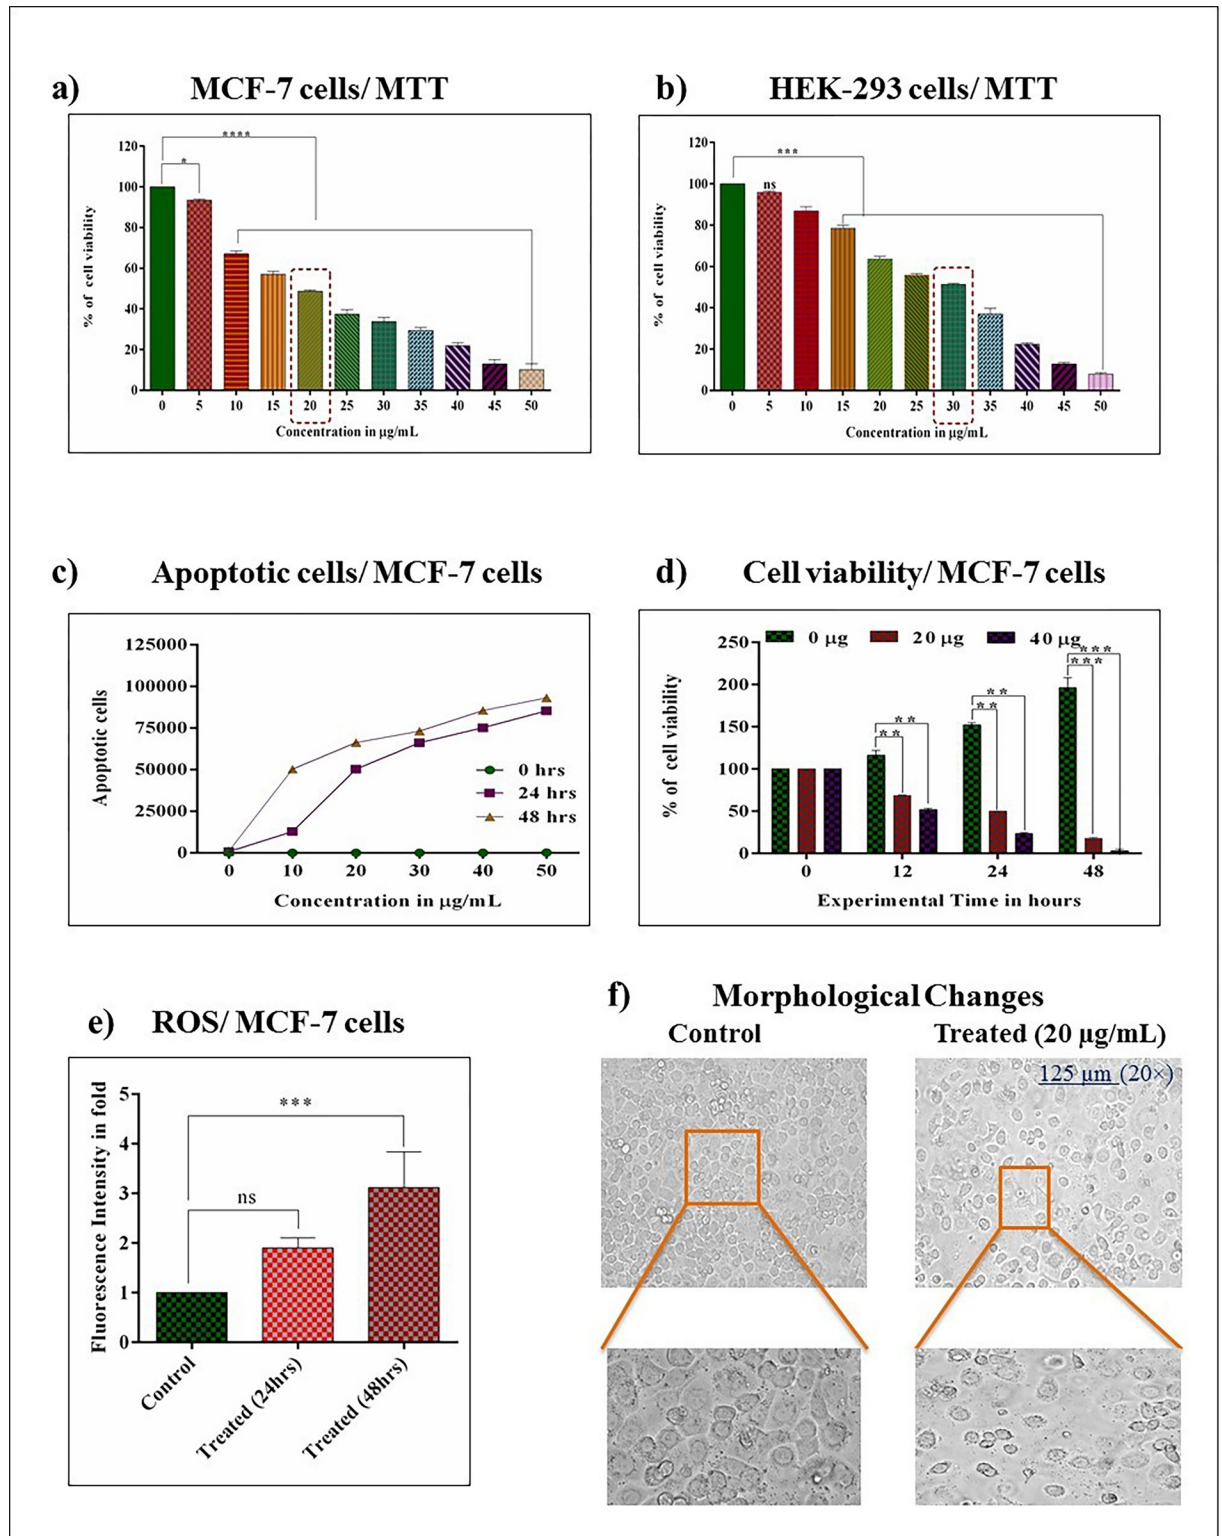 a) MCF-7 cells/ MTT
****
*
120
100
80
60
40
20
0
% of cell viability
0 5 10 15 20 25 30 35 40 45 50
Concentration in μg/mL
b) HEK-293 cells/ MTT
***
ns
120
100
80
60
40
20
0
% of cell viability
0 5 10 15 20 25 30 35 40 45 50
Concentration in μg/mL
c) Apoptotic cells/ MCF-7 cells
125000
100000
75000
50000
25000
0
Apoptotic cells
0 hrs
24 hrs
48 hrs
0 10 20 30 40 50
Concentration in μg/mL
d) Cell viability/ MCF-7 cells
0 μg 20 μg 40 μg
250
200
150
100
50
0
% of cell viability
**
**
**
**
***
***
0 12 24 48
Experimental Time in hours
e) ROS/ MCF-7 cells
5
4
3
2
1
0
Fluorescence Intensity in fold
***
ns
Control
Treated (24hrs)
Treated (48hrs)
f) Morphological Changes
Control
Treated (20 μg/mL)
125 μm (20×)